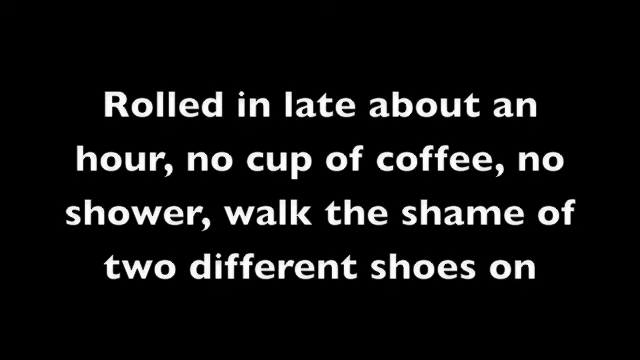 Rolled in late about an
hour, no cup of coffee, no
shower, walk the shame of
two different shoes on